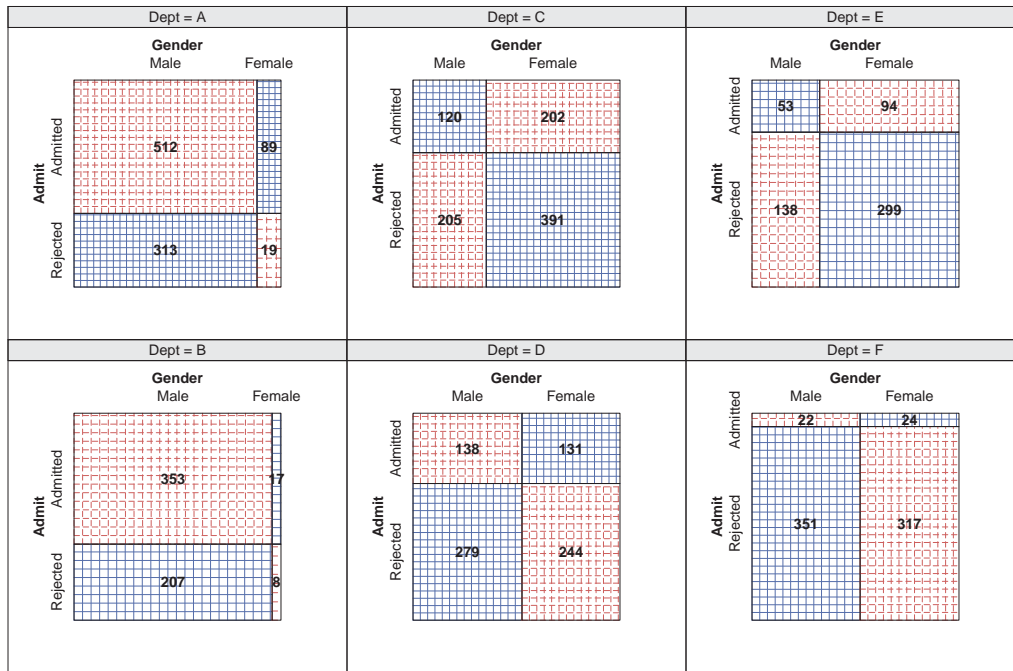 Dept = A
Gender
Male Female
Admit
Admitted
Rejected
512 89
313 19
Dept = C
Gender
Male Female
Admit
Admitted
Rejected
120 202
205 391
Dept = E
Gender
Male Female
Admit
Admitted
Rejected
53 94
138 299
Dept = B
Gender
Male Female
Admit
Admitted
Rejected
353 17
207 8
Dept = D
Gender
Male Female
Admit
Admitted
Rejected
138 131
279 244
Dept = F
Gender
Male Female
Admit
Admitted
Rejected
22 24
351 317